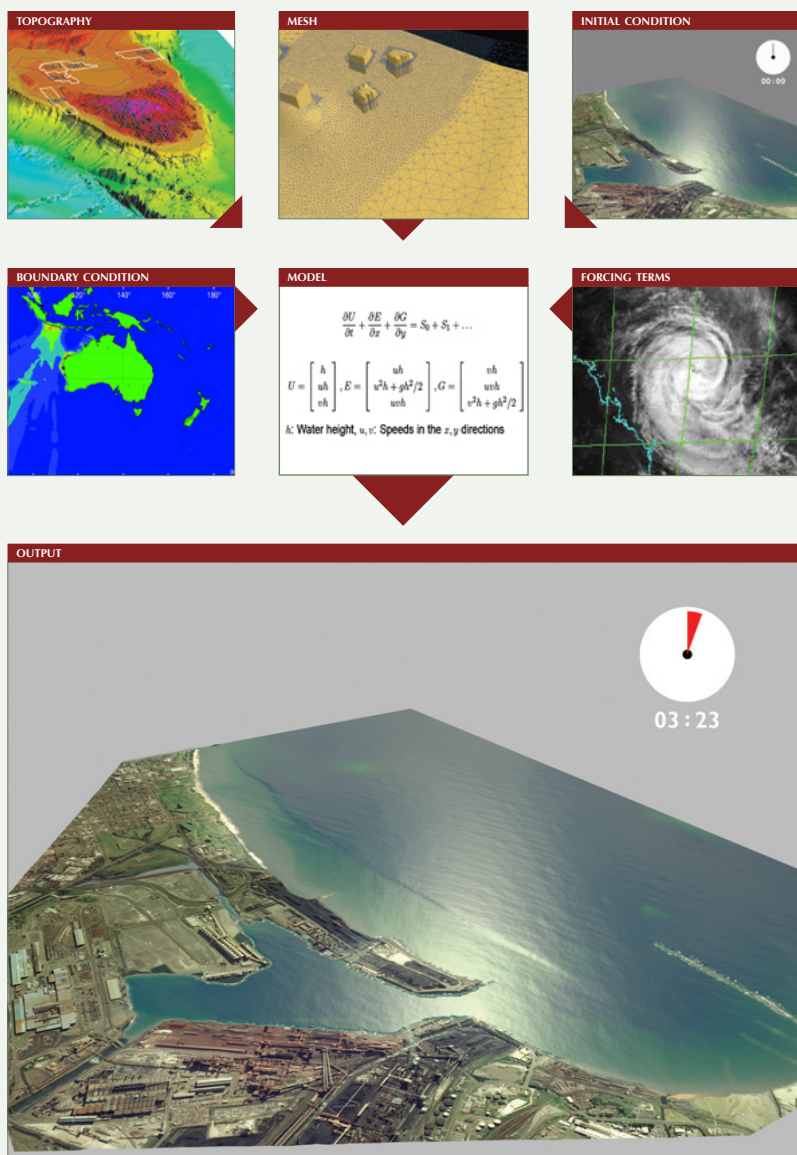 TOPOGRAPHY
MESH
INITIAL CONDITION
00:00
BOUNDARY CONDITION
MODEL
FORCING TERMS
120° 140° 160° 180°
∂U/∂t + ∂E/∂x + ∂G/∂y = S₀ + S₁ + …
U = [h uh vh], E = [uh u²h + gh²/2 uvh], G = [vh uvh v²h + gh²/2]
h: Water height, u, v: Speeds in the x, y directions
OUTPUT
03:23